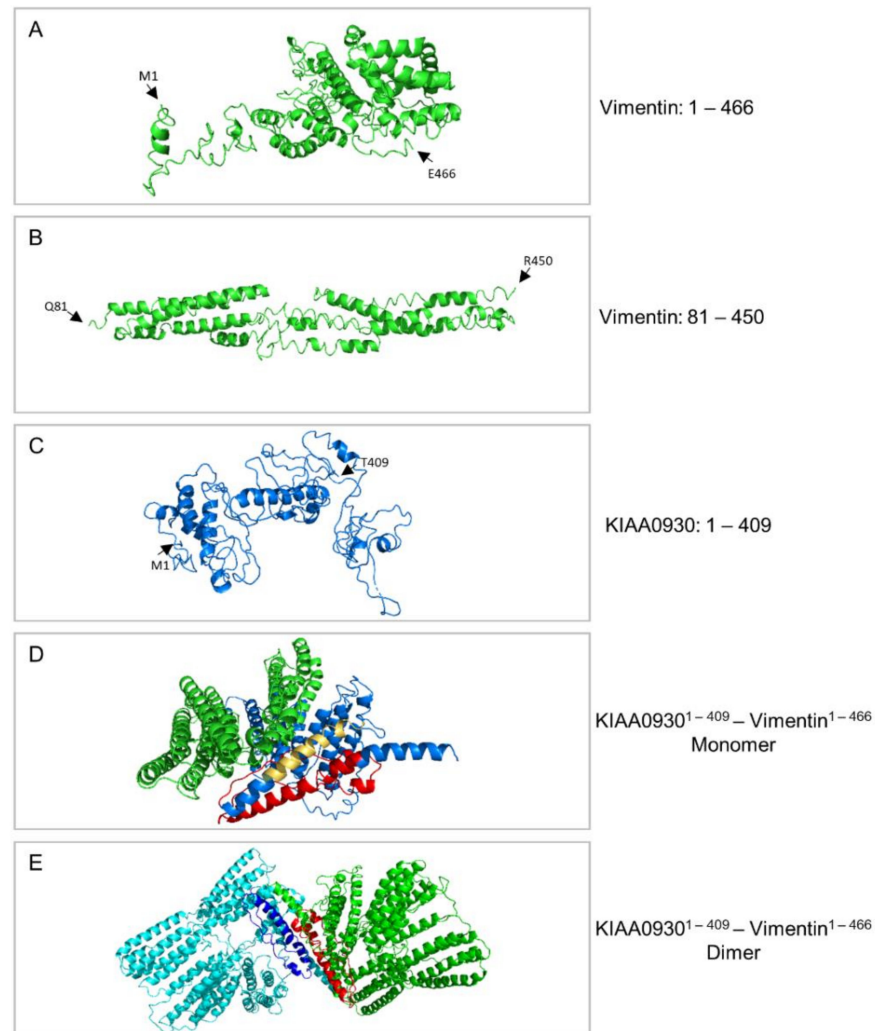 A
M1
E466
Vimentin: 1 – 466
B
Q81
R450
Vimentin: 81 – 450
C
T409
M1
KIAA0930: 1 – 409
D
KIAA0930¹⁻⁴⁰⁹ – Vimentin¹⁻⁴⁶⁶
Monomer
E
KIAA0930¹⁻⁴⁰⁹ – Vimentin¹⁻⁴⁶⁶
Dimer